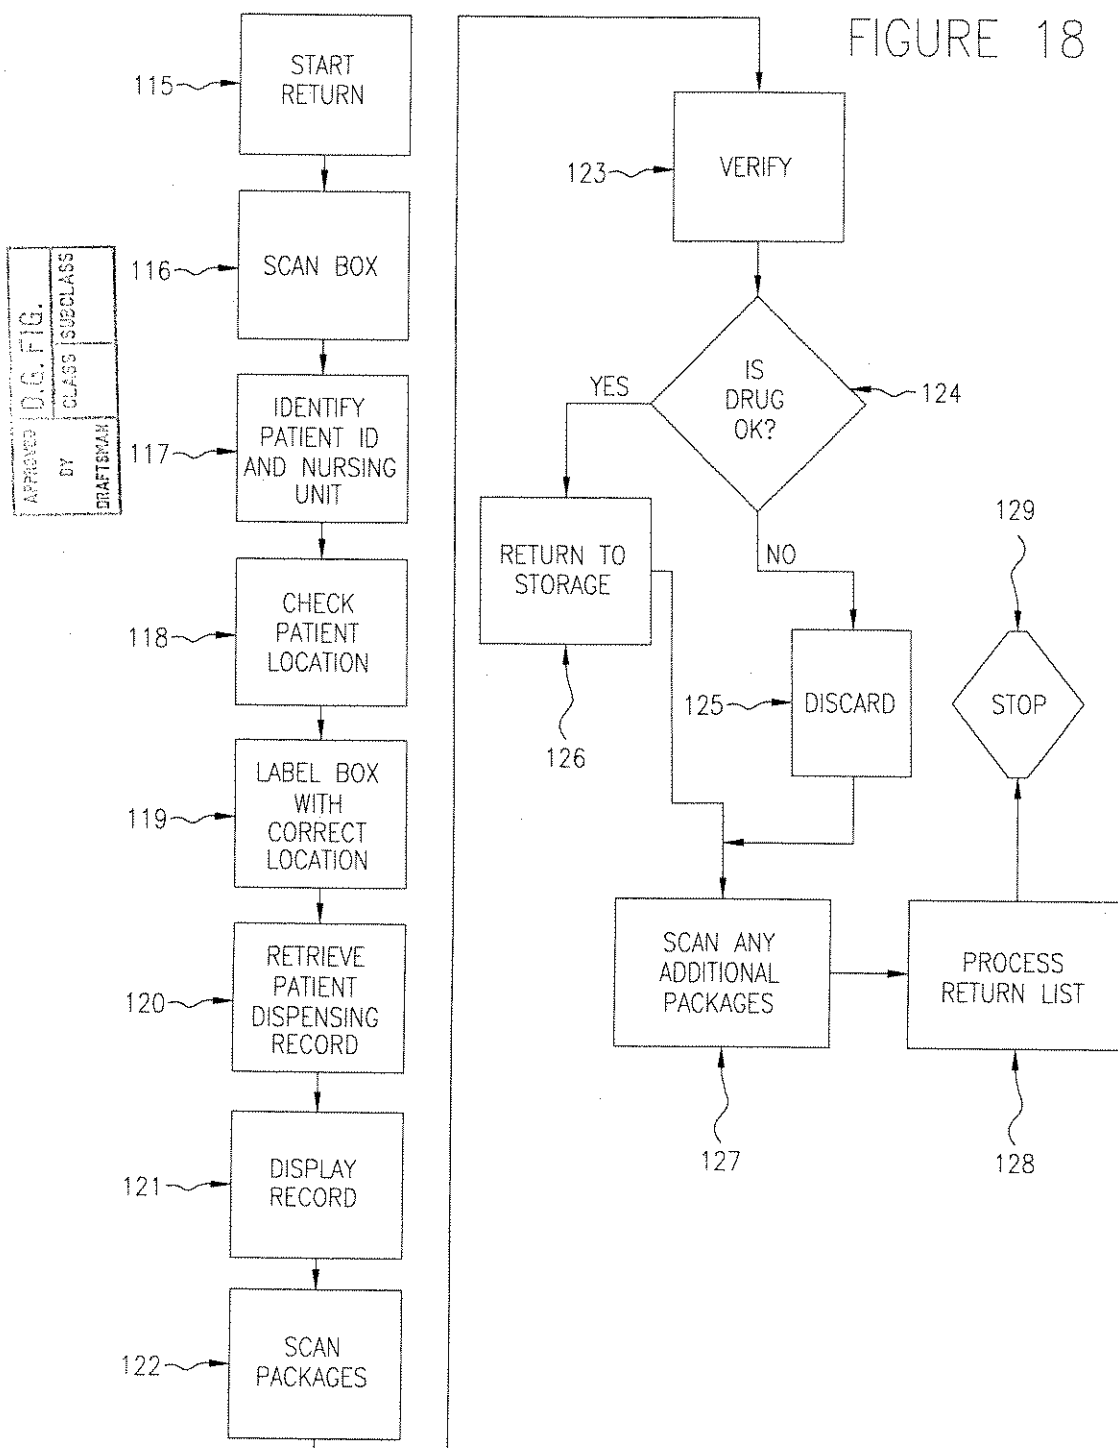 FIGURE 18
115
START
RETURN
116
SCAN BOX
117
IDENTIFY
PATIENT ID
AND NURSING
UNIT
118
CHECK
PATIENT
LOCATION
119
LABEL BOX
WITH
CORRECT
LOCATION
120
RETRIEVE
PATIENT
DISPENSING
RECORD
121
DISPLAY
RECORD
122
SCAN
PACKAGES
123
VERIFY
124
IS
DRUG
OK?
YES
NO
RETURN TO
STORAGE
126
125
DISCARD
129
STOP
SCAN ANY
ADDITIONAL
PACKAGES
127
PROCESS
RETURN LIST
128
APPROVED O.G. FIG.
BY CLASS SUBCLASS
DRAFTSMAN